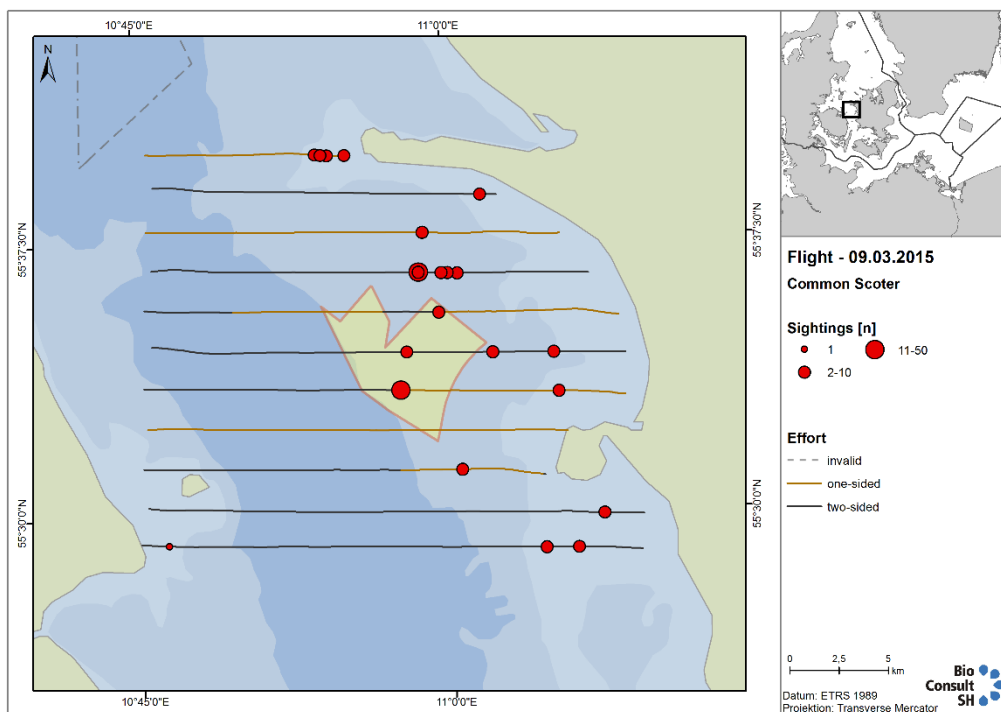 10°45'0"E
11°0'0"E
N
55°37'30"N
55°37'30"N
55°30'0"N
55°30'0"N
10°45'0"E
11°0'0"E
Flight - 09.03.2015
Common Scoter
Sightings [n]
1
11-50
2-10
Effort
invalid
one-sided
two-sided
0 2,5 5
km
Datum: ETRS 1989
Projektion: Transverse Mercator
Bio
Consult
SH